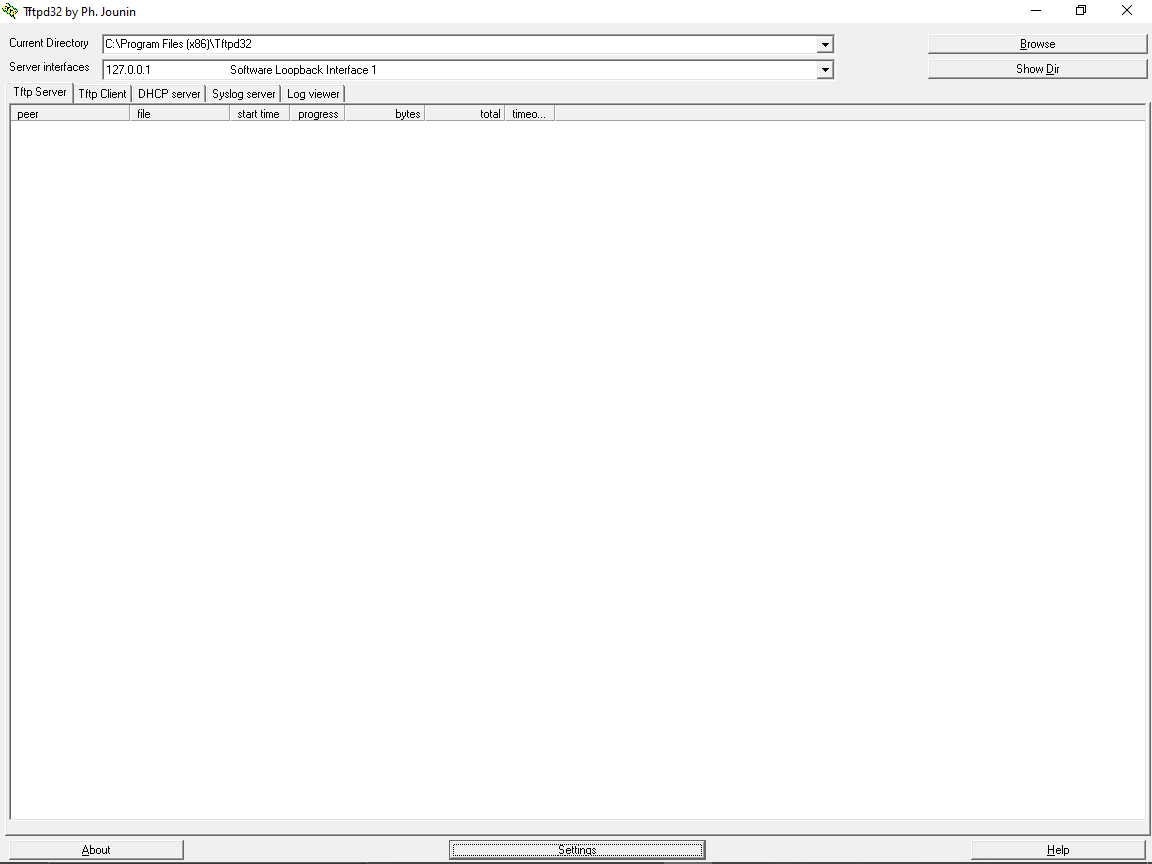 Tftpd32 by Ph. Jounin
Current Directory C:\Program Files (x86)\Tftpd32 Browse
Server interfaces 127.0.0.1 Software Loopback Interface 1 Show Dir
Tftp Server Tftp Client DHCP server Syslog server Log viewer
peer file start time progress bytes total timeo...
About Settings Help